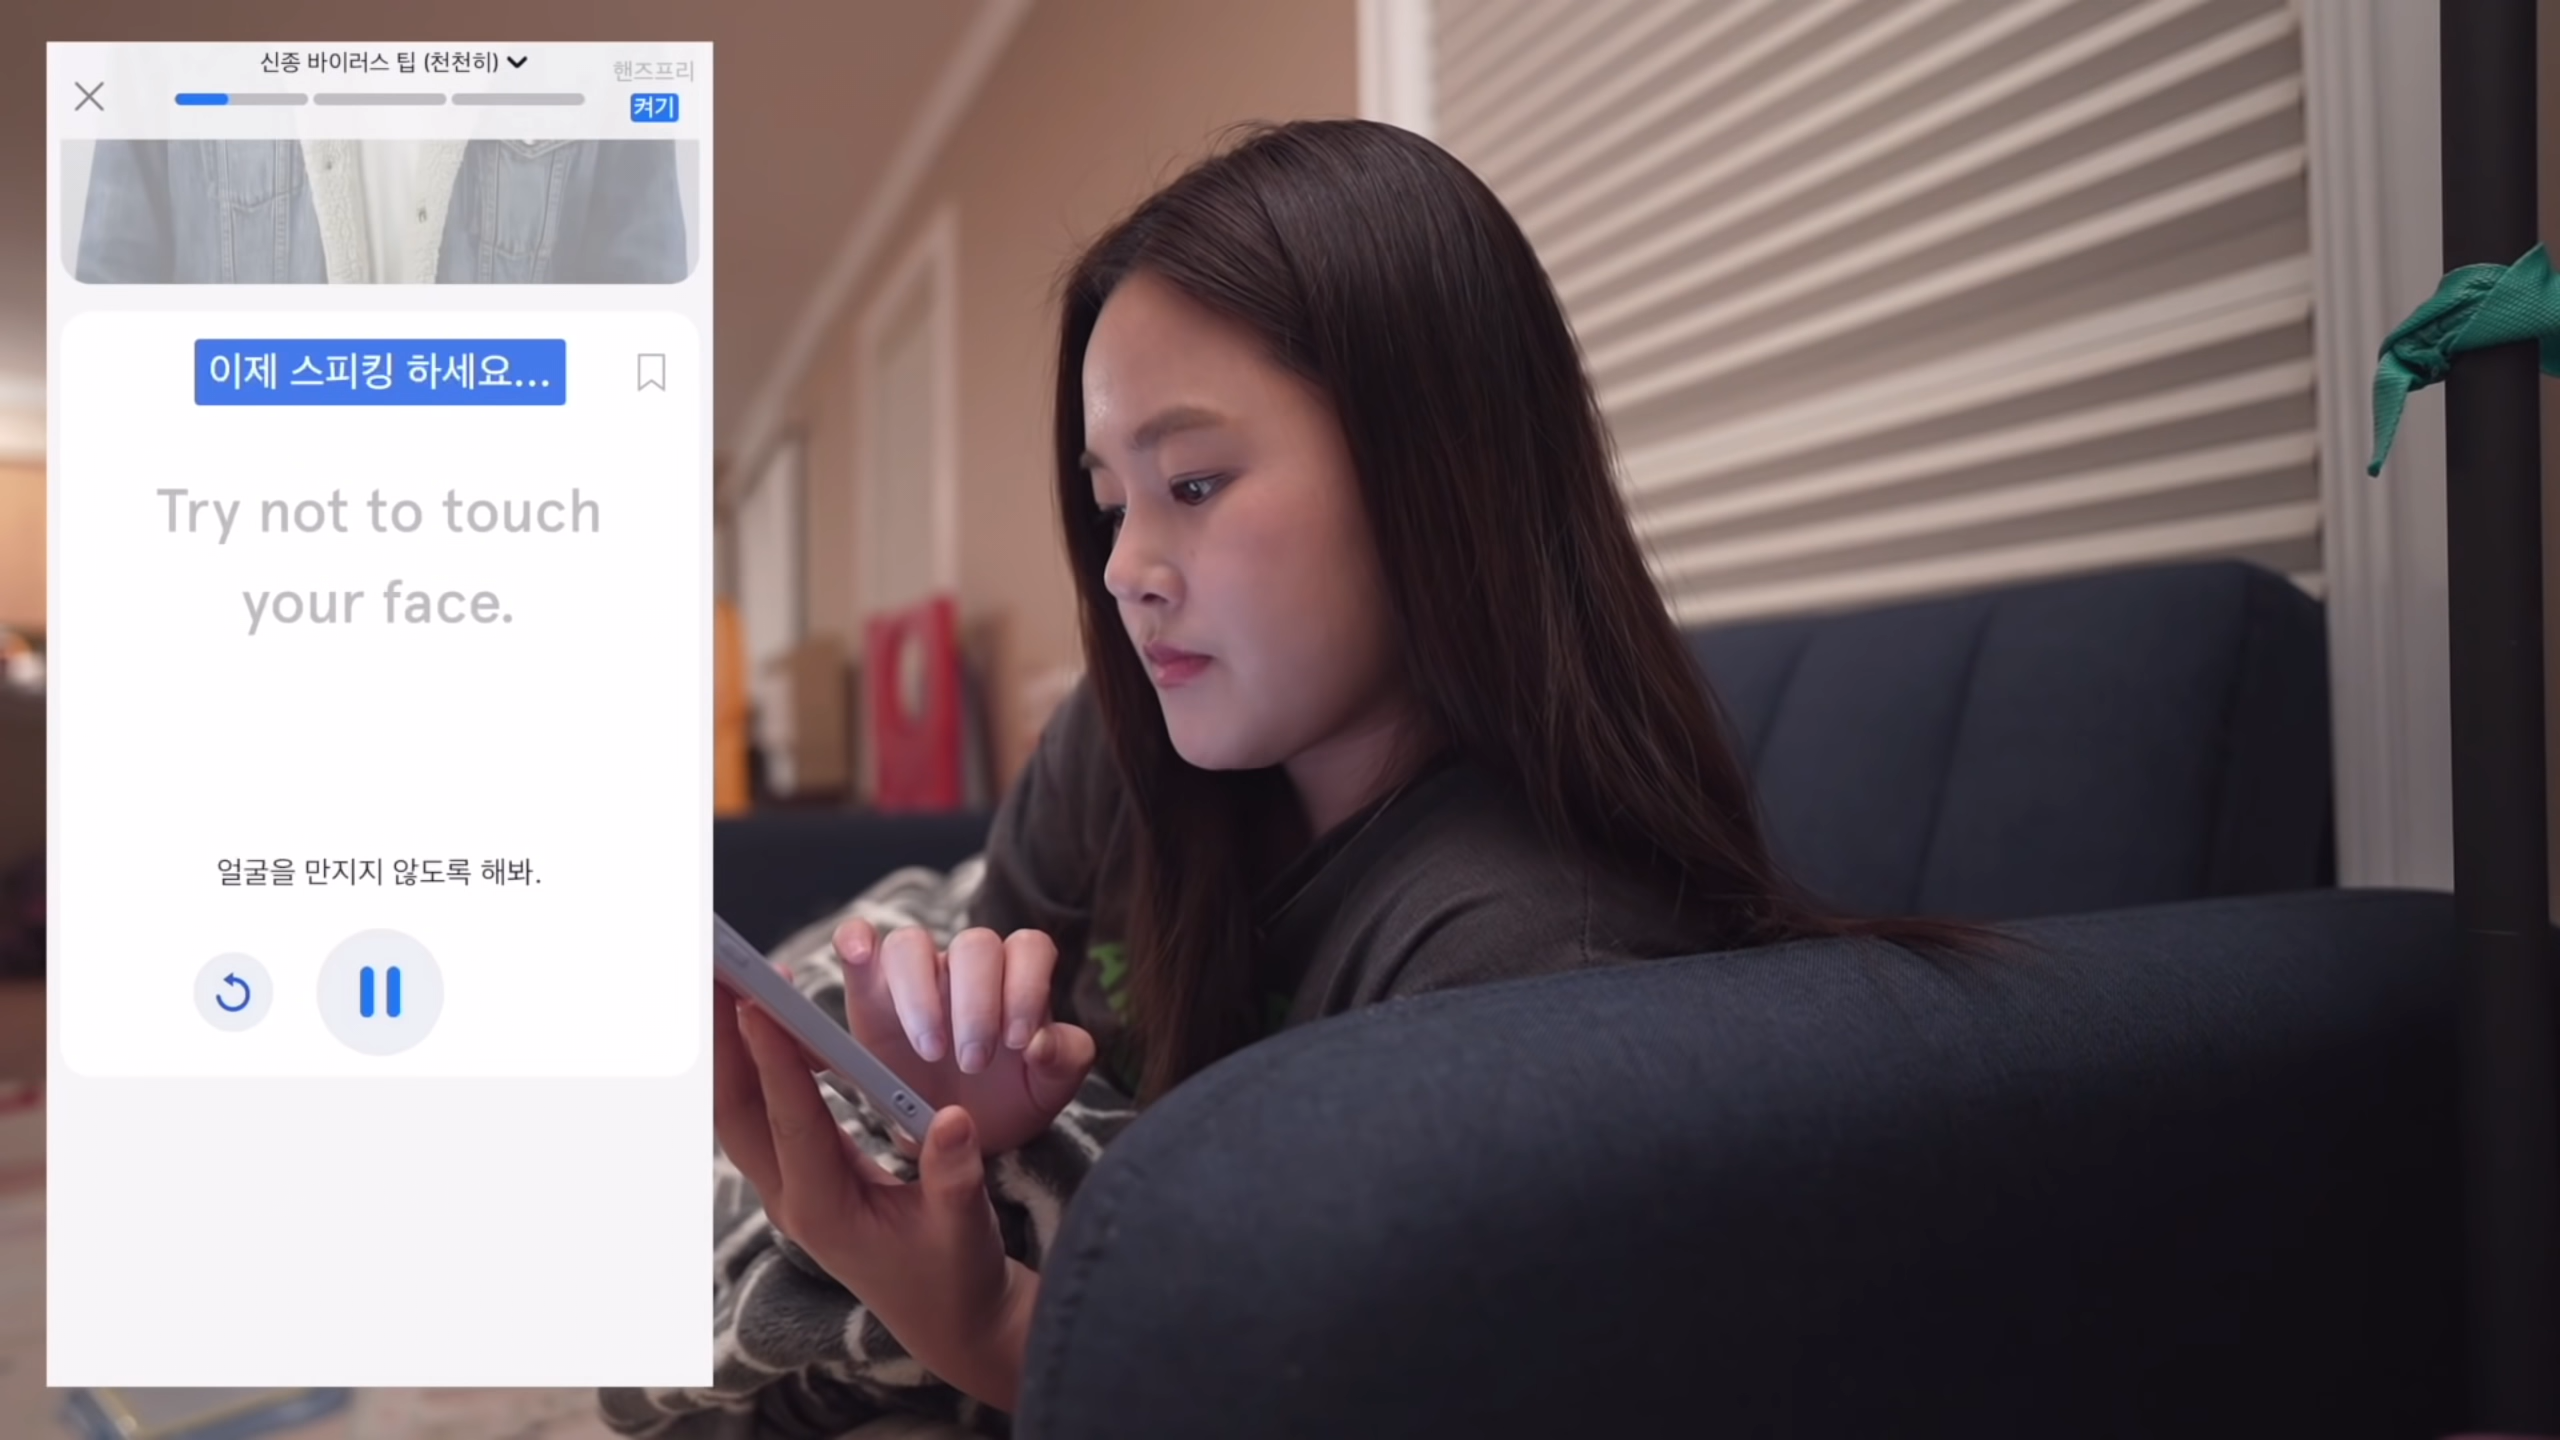 신종 바이러스 팁 (천천히)
핸즈프리
켜기
이제 스피킹 하세요...
Try not to touch
your face.
얼굴을 만지지 않도록 해봐.